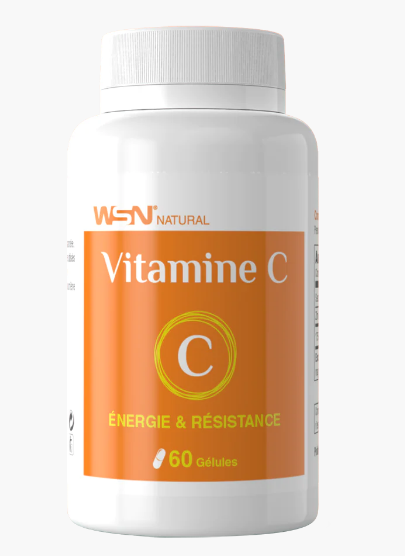 WSN® NATURAL
Vitamine C
C
ÉNERGIE & RÉSISTANCE
60 Gélules